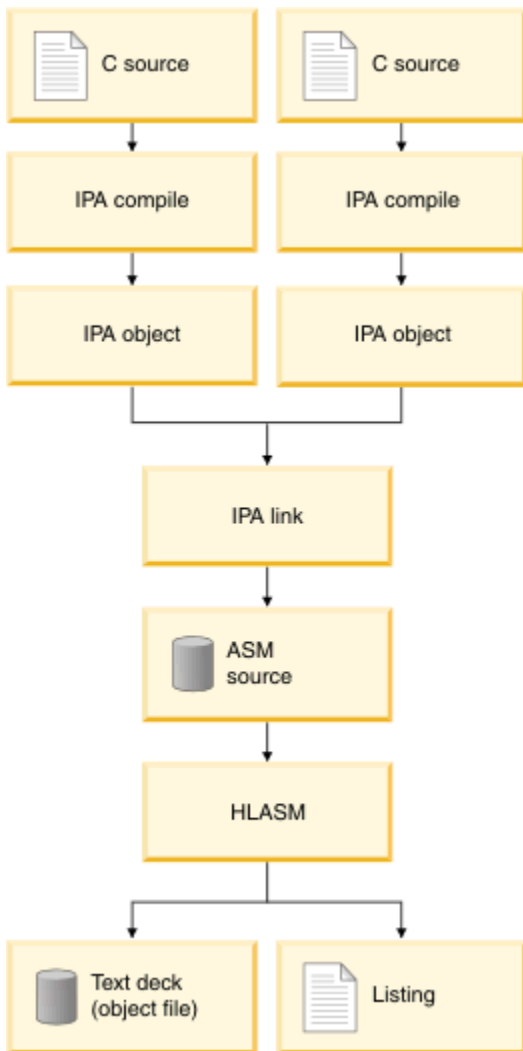 C source
C source
IPA compile
IPA compile
IPA object
IPA object
IPA link
ASM
source
HLASM
Text deck
(object file)
Listing